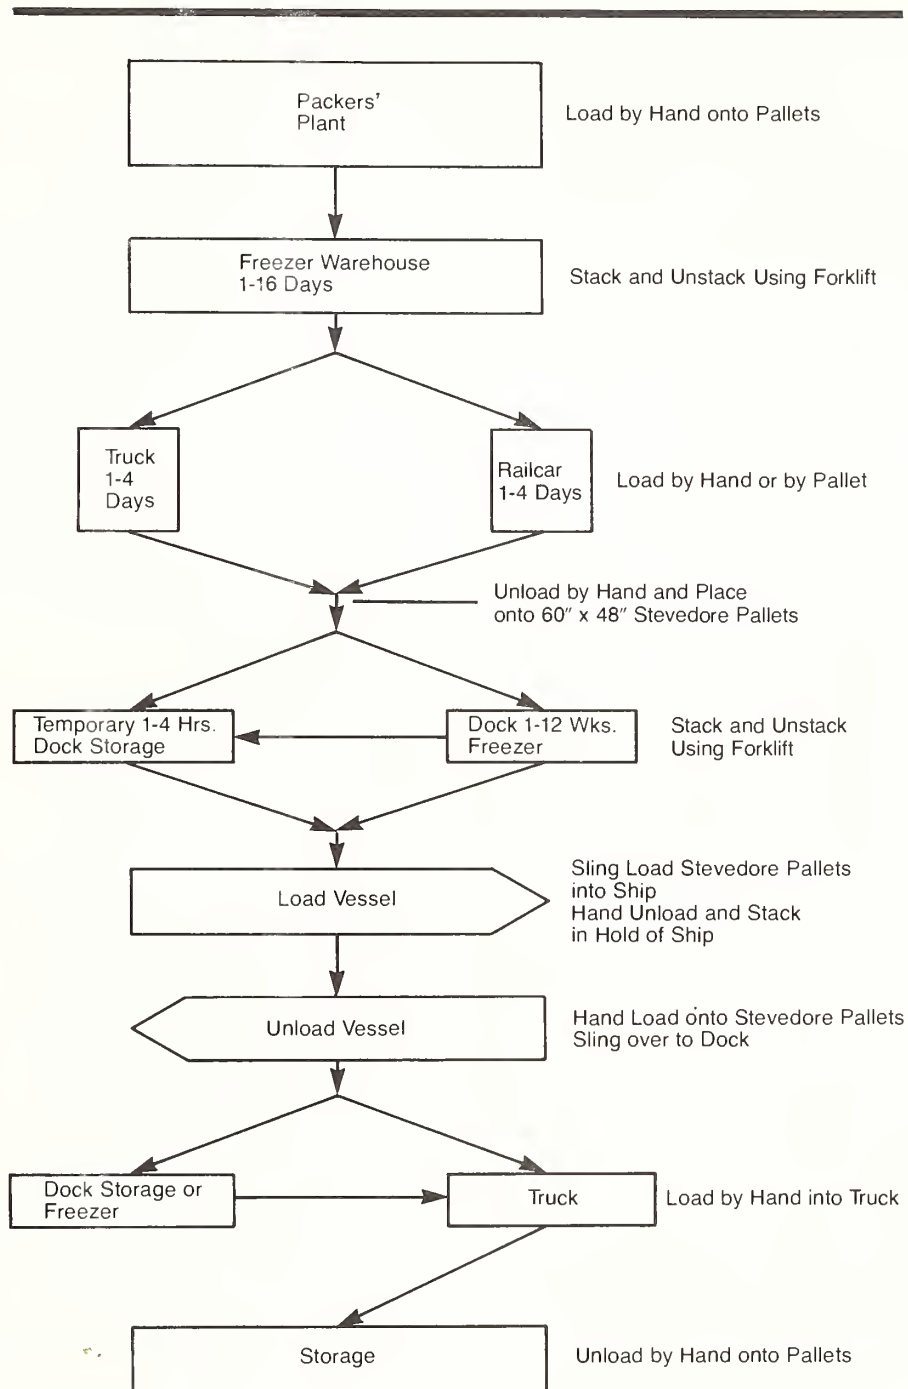 Packers'
Plant
Load by Hand onto Pallets
Freezer Warehouse
1-16 Days
Stack and Unstack Using Forklift
Truck
1-4
Days
Railcar
1-4 Days
Load by Hand or by Pallet
Unload by Hand and Place
onto 60" x 48" Stevedore Pallets
Temporary 1-4 Hrs.
Dock Storage
Dock 1-12 Wks.
Freezer
Stack and Unstack
Using Forklift
Load Vessel
Sling Load Stevedore Pallets
into Ship
Hand Unload and Stack
in Hold of Ship
Unload Vessel
Hand Load onto Stevedore Pallets
Sling over to Dock
Dock Storage or
Freezer
Truck
Load by Hand into Truck
Storage
Unload by Hand onto Pallets